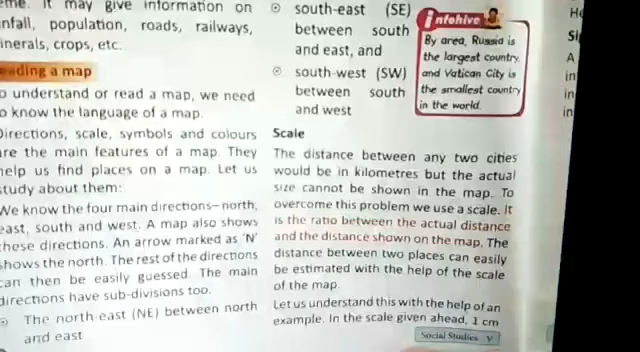 eme. It may give information on
nfall, population, roads, railways,
inerals, crops, etc.
eading a map
o understand or read a map, we need
o know the language of a map.
Directions, scale, symbols and colours
are the main features of a map. They
help us find places on a map. Let us
study about them:
We know the four main directions–north,
east, south and west. A map also shows
these directions. An arrow marked as 'N'
shows the north. The rest of the directions
can then be easily guessed. The main
directions have sub-divisions too.
The north-east (NE) between north
and east
south-east (SE)
between south
and east, and
south-west (SW)
between south
and west
infohive
By area, Russia is
the largest country,
and Vatican City is
the smallest country
in the world.
Scale
The distance between any two cities
would be in kilometres but the actual
size cannot be shown in the map. To
overcome this problem we use a scale. It
is the ratio between the actual distance
and the distance shown on the map. The
distance between two places can easily
be estimated with the help of the scale
of the map.
Let us understand this with the help of an
example. In the scale given ahead, 1 cm
Social Studies V
He
Si
A
in
in
in